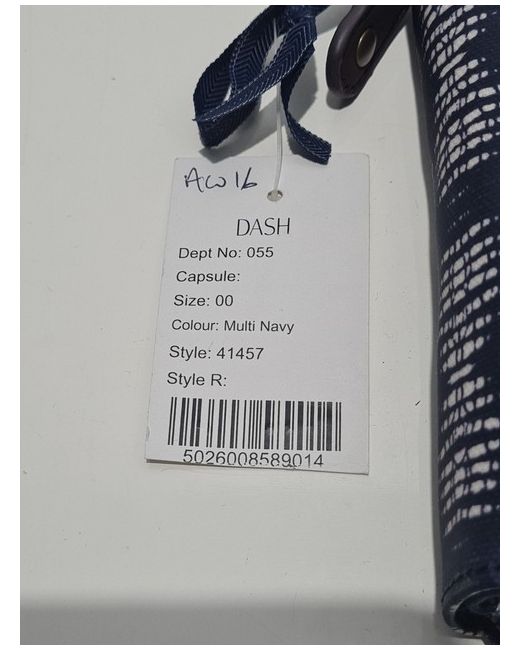 AW16
DASH
Dept No: 055
Capsule:
Size: 00
Colour: Multi Navy
Style: 41457
Style R:
5026008589014